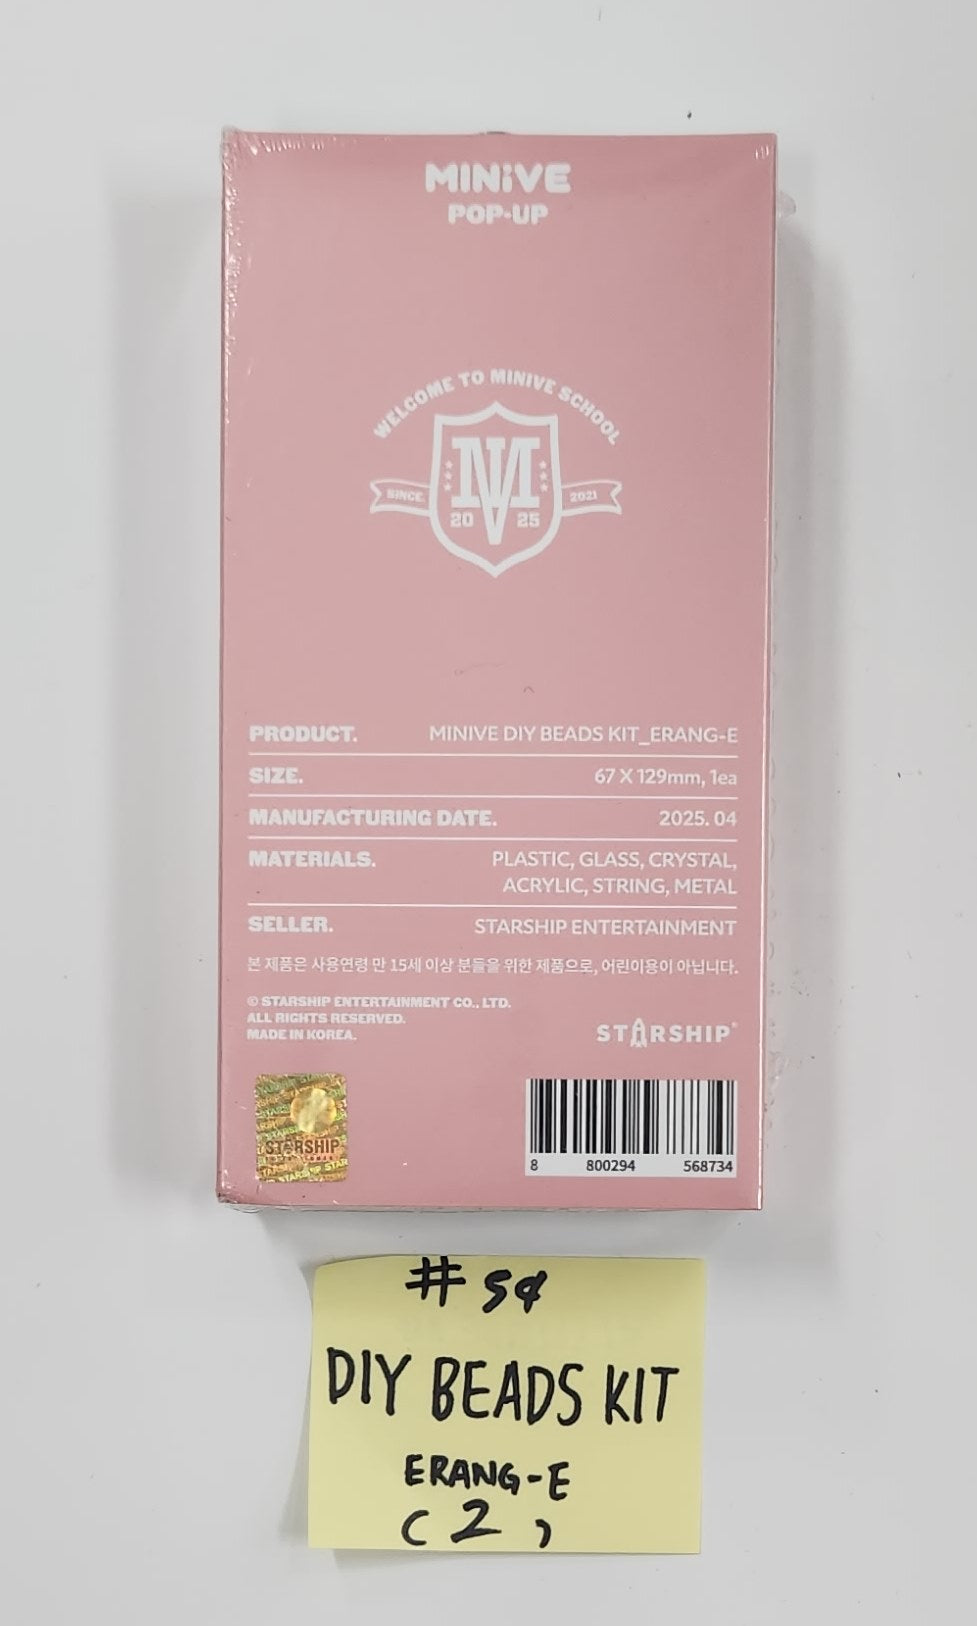 MINiVE
POP-UP
WELCOME TO MINIVE SCHOOL
SINCE. 2021
MV
20 25
PRODUCT. MINIVE DIY BEADS KIT_ERANG-E
SIZE. 67 X 129mm, 1ea
MANUFACTURING DATE. 2025. 04
MATERIALS. PLASTIC, GLASS, CRYSTAL,
ACRYLIC, STRING, METAL
SELLER. STARSHIP ENTERTAINMENT
본 제품은 사용연령 만 15세 이상 분들을 위한 제품으로, 어린이용이 아닙니다.
© STARSHIP ENTERTAINMENT CO., LTD.
ALL RIGHTS RESERVED.
MADE IN KOREA.
STARSHIP
STARSHIP
8 800294 568734
# 54
DIY BEADS KIT
ERANG-E
( 2 )